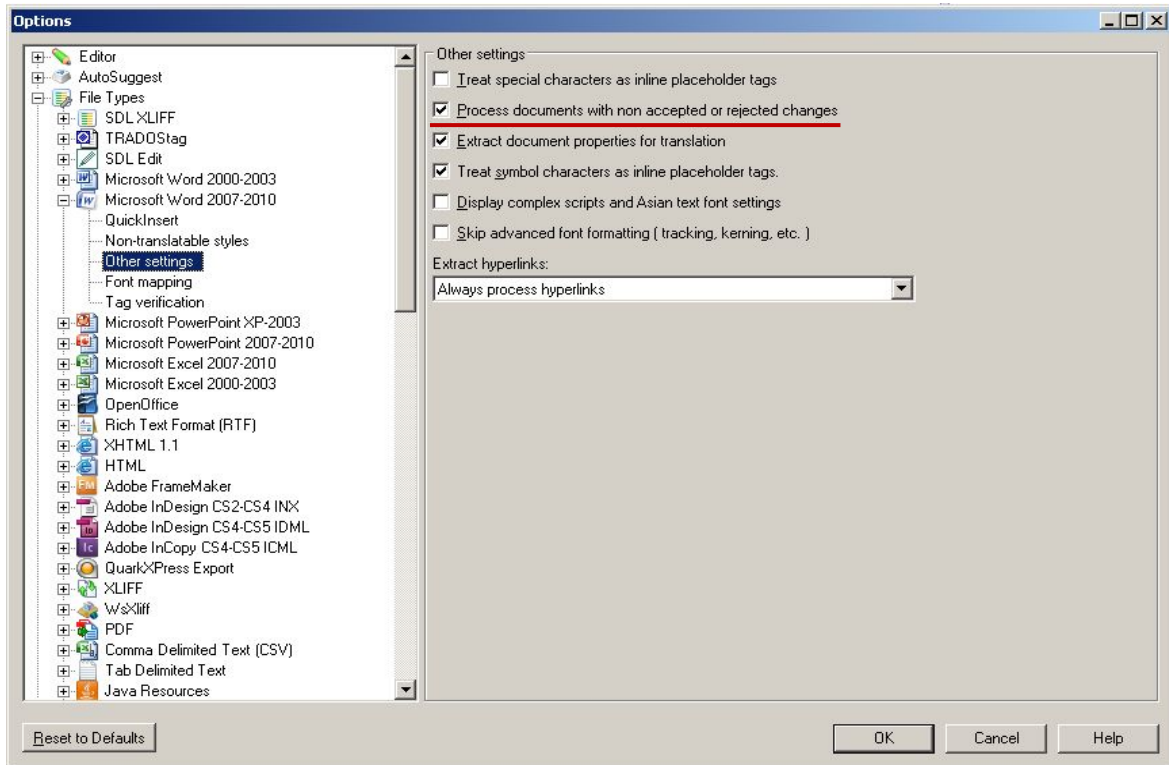 Options
Editor
AutoSuggest
File Types
SDL XLIFF
TRADOStag
SDL Edit
Microsoft Word 2000-2003
Microsoft Word 2007-2010
QuickInsert
Non-translatable styles
Other settings
Font mapping
Tag verification
Microsoft PowerPoint XP-2003
Microsoft PowerPoint 2007-2010
Microsoft Excel 2007-2010
Microsoft Excel 2000-2003
OpenOffice
Rich Text Format (RTF)
XHTML 1.1
HTML
Adobe FrameMaker
Adobe InDesign CS2-CS4 INX
Adobe InDesign CS4-CS5 IDML
Adobe InCopy CS4-CS5 ICML
QuarkXPress Export
XLIFF
WsXliff
PDF
Comma Delimited Text (CSV)
Tab Delimited Text
Java Resources
Other settings
Treat special characters as inline placeholder tags
Process documents with non accepted or rejected changes
Extract document properties for translation
Treat symbol characters as inline placeholder tags.
Display complex scripts and Asian text font settings
Skip advanced font formatting ( tracking, kerning, etc. )
Extract hyperlinks:
Always process hyperlinks
Reset to Defaults
OK
Cancel
Help